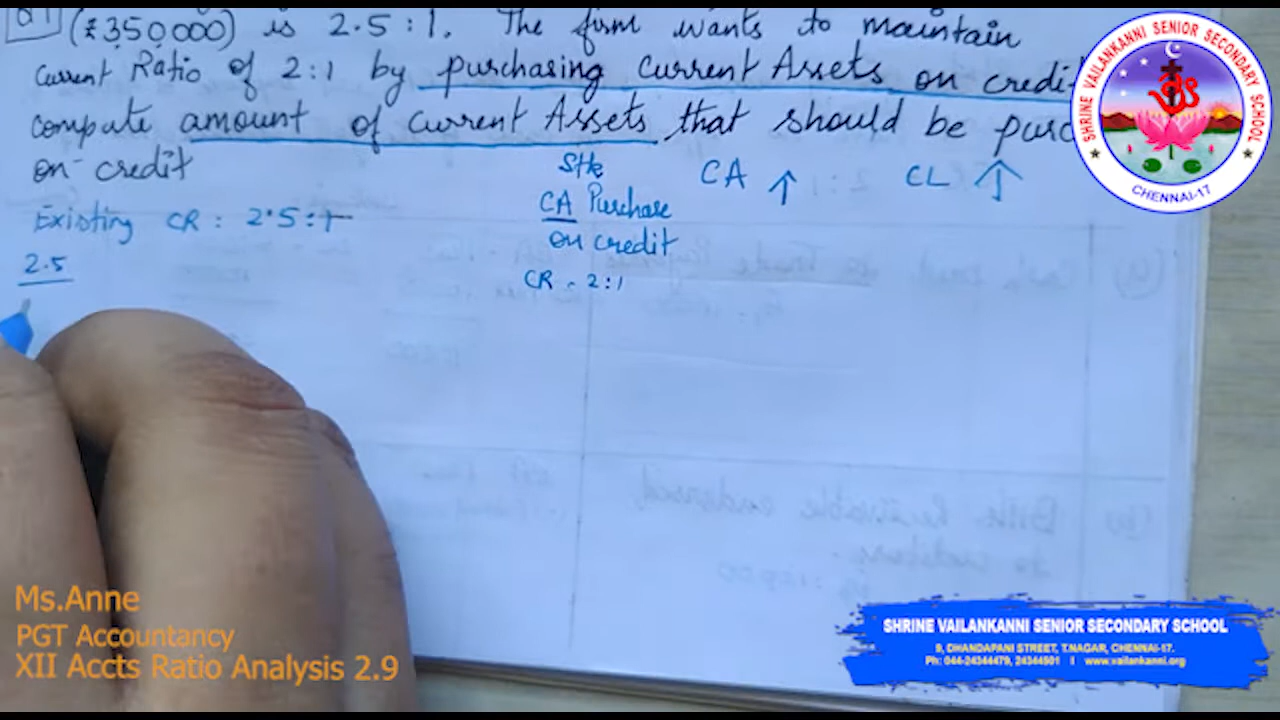 Q1 (₹350000) is 2.5:1. The firm wants to maintain
Current Ratio of 2:1 by purchasing Current Assets on credit
compute amount of Current Assets that should be purc
on credit
Stk
CA ↑ CL ↑
Existing CR : 2.5:1
CA Purchase
on credit
2.5
CR - 2:1
SHRINE VAILANKANNI SENIOR SECONDARY SCHOOL
CHENNAI-17
Ms.Anne
PGT Accountancy
XII Accts Ratio Analysis 2.9
SHRINE VAILANKANNI SENIOR SECONDARY SCHOOL
9, DHANDAPANI STREET, T.NAGAR, CHENNAI-17.
Ph: 044-24344479, 24344501 I www.vailankanni.org